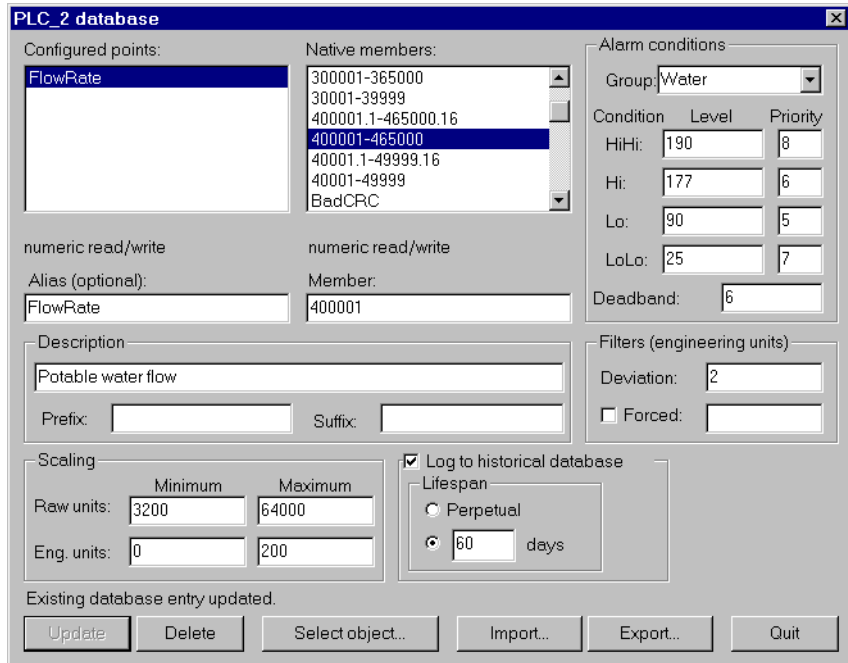 PLC_2 database
Configured points:
FlowRate
Native members:
300001-365000
30001-39999
400001.1-465000.16
400001-465000
40001.1-49999.16
40001-49999
BadCRC
Alarm conditions
Group: Water
Condition Level Priority
HiHi: 190 8
Hi: 177 6
Lo: 90 5
LoLo: 25 7
Deadband: 6
numeric read/write
numeric read/write
Alias (optional):
FlowRate
Member:
400001
Description
Potable water flow
Prefix:
Suffix:
Filters (engineering units)
Deviation: 2
Forced:
Scaling
Minimum Maximum
Raw units: 3200 64000
Eng. units: 0 200
Log to historical database
Lifespan
Perpetual
60 days
Existing database entry updated.
Update Delete Select object... Import... Export... Quit